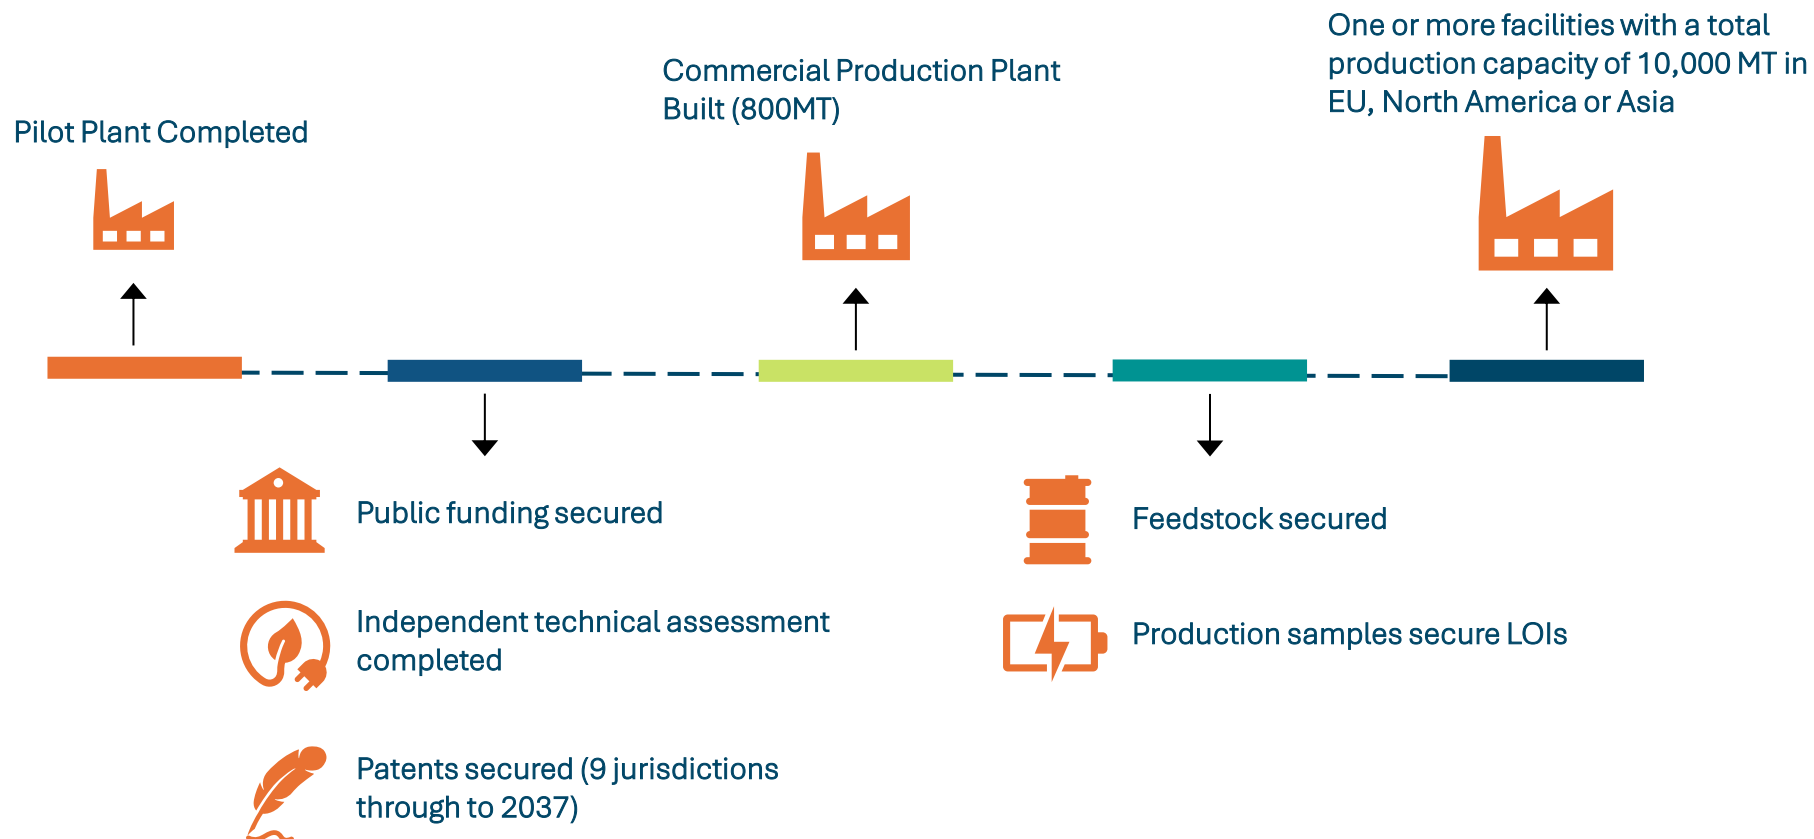 Pilot Plant Completed
Commercial Production Plant
Built (800MT)
One or more facilities with a total
production capacity of 10,000 MT in
EU, North America or Asia
Public funding secured
Independent technical assessment
completed
Patents secured (9 jurisdictions
through to 2037)
Feedstock secured
Production samples secure LOIs